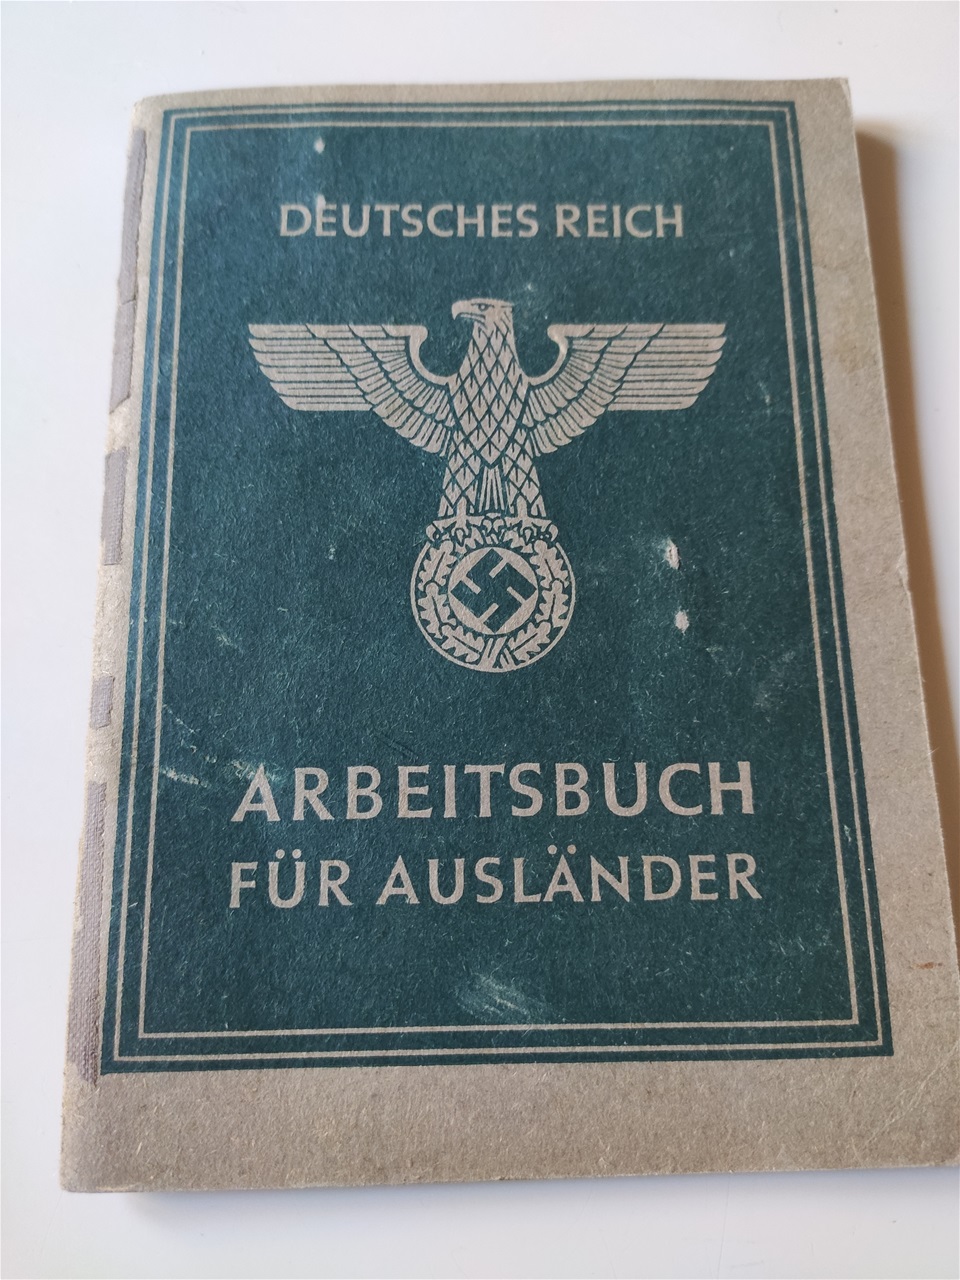 DEUTSCHES REICH
ARBEITSBUCH
FÜR AUSLÄNDER